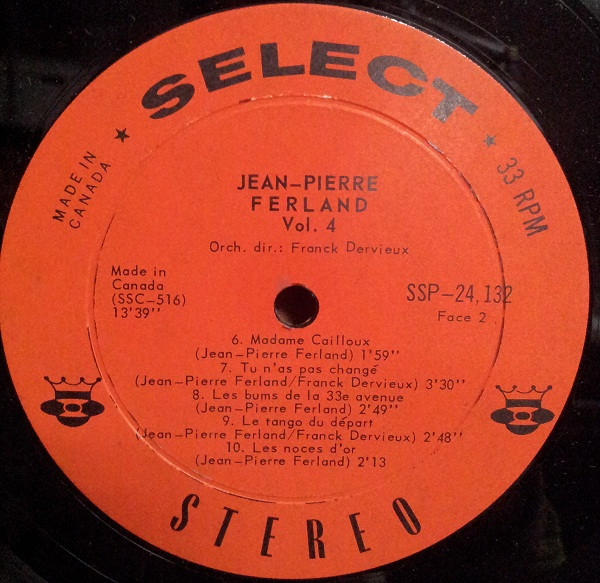 SELECT
MADE IN
CANADA
33 RPM
JEAN-PIERRE
FERLAND
Vol. 4
Orch. dir.: Franck Dervieux
Made in
Canada
(SSC-516)
13'39"
SSP-24,132
Face 2
6. Madame Cailloux
(Jean-Pierre Ferland) 1'59"
7. Tu n'as pas changé
(Jean-Pierre Ferland/Franck Dervieux) 3'30"
8. Les bums de la 33e avenue
(Jean-Pierre Ferland) 2'49"
9. Le tango du départ
(Jean-Pierre Ferland/Franck Dervieux) 2'48"
10. Les noces d'or
(Jean-Pierre Ferland) 2'13
STEREO